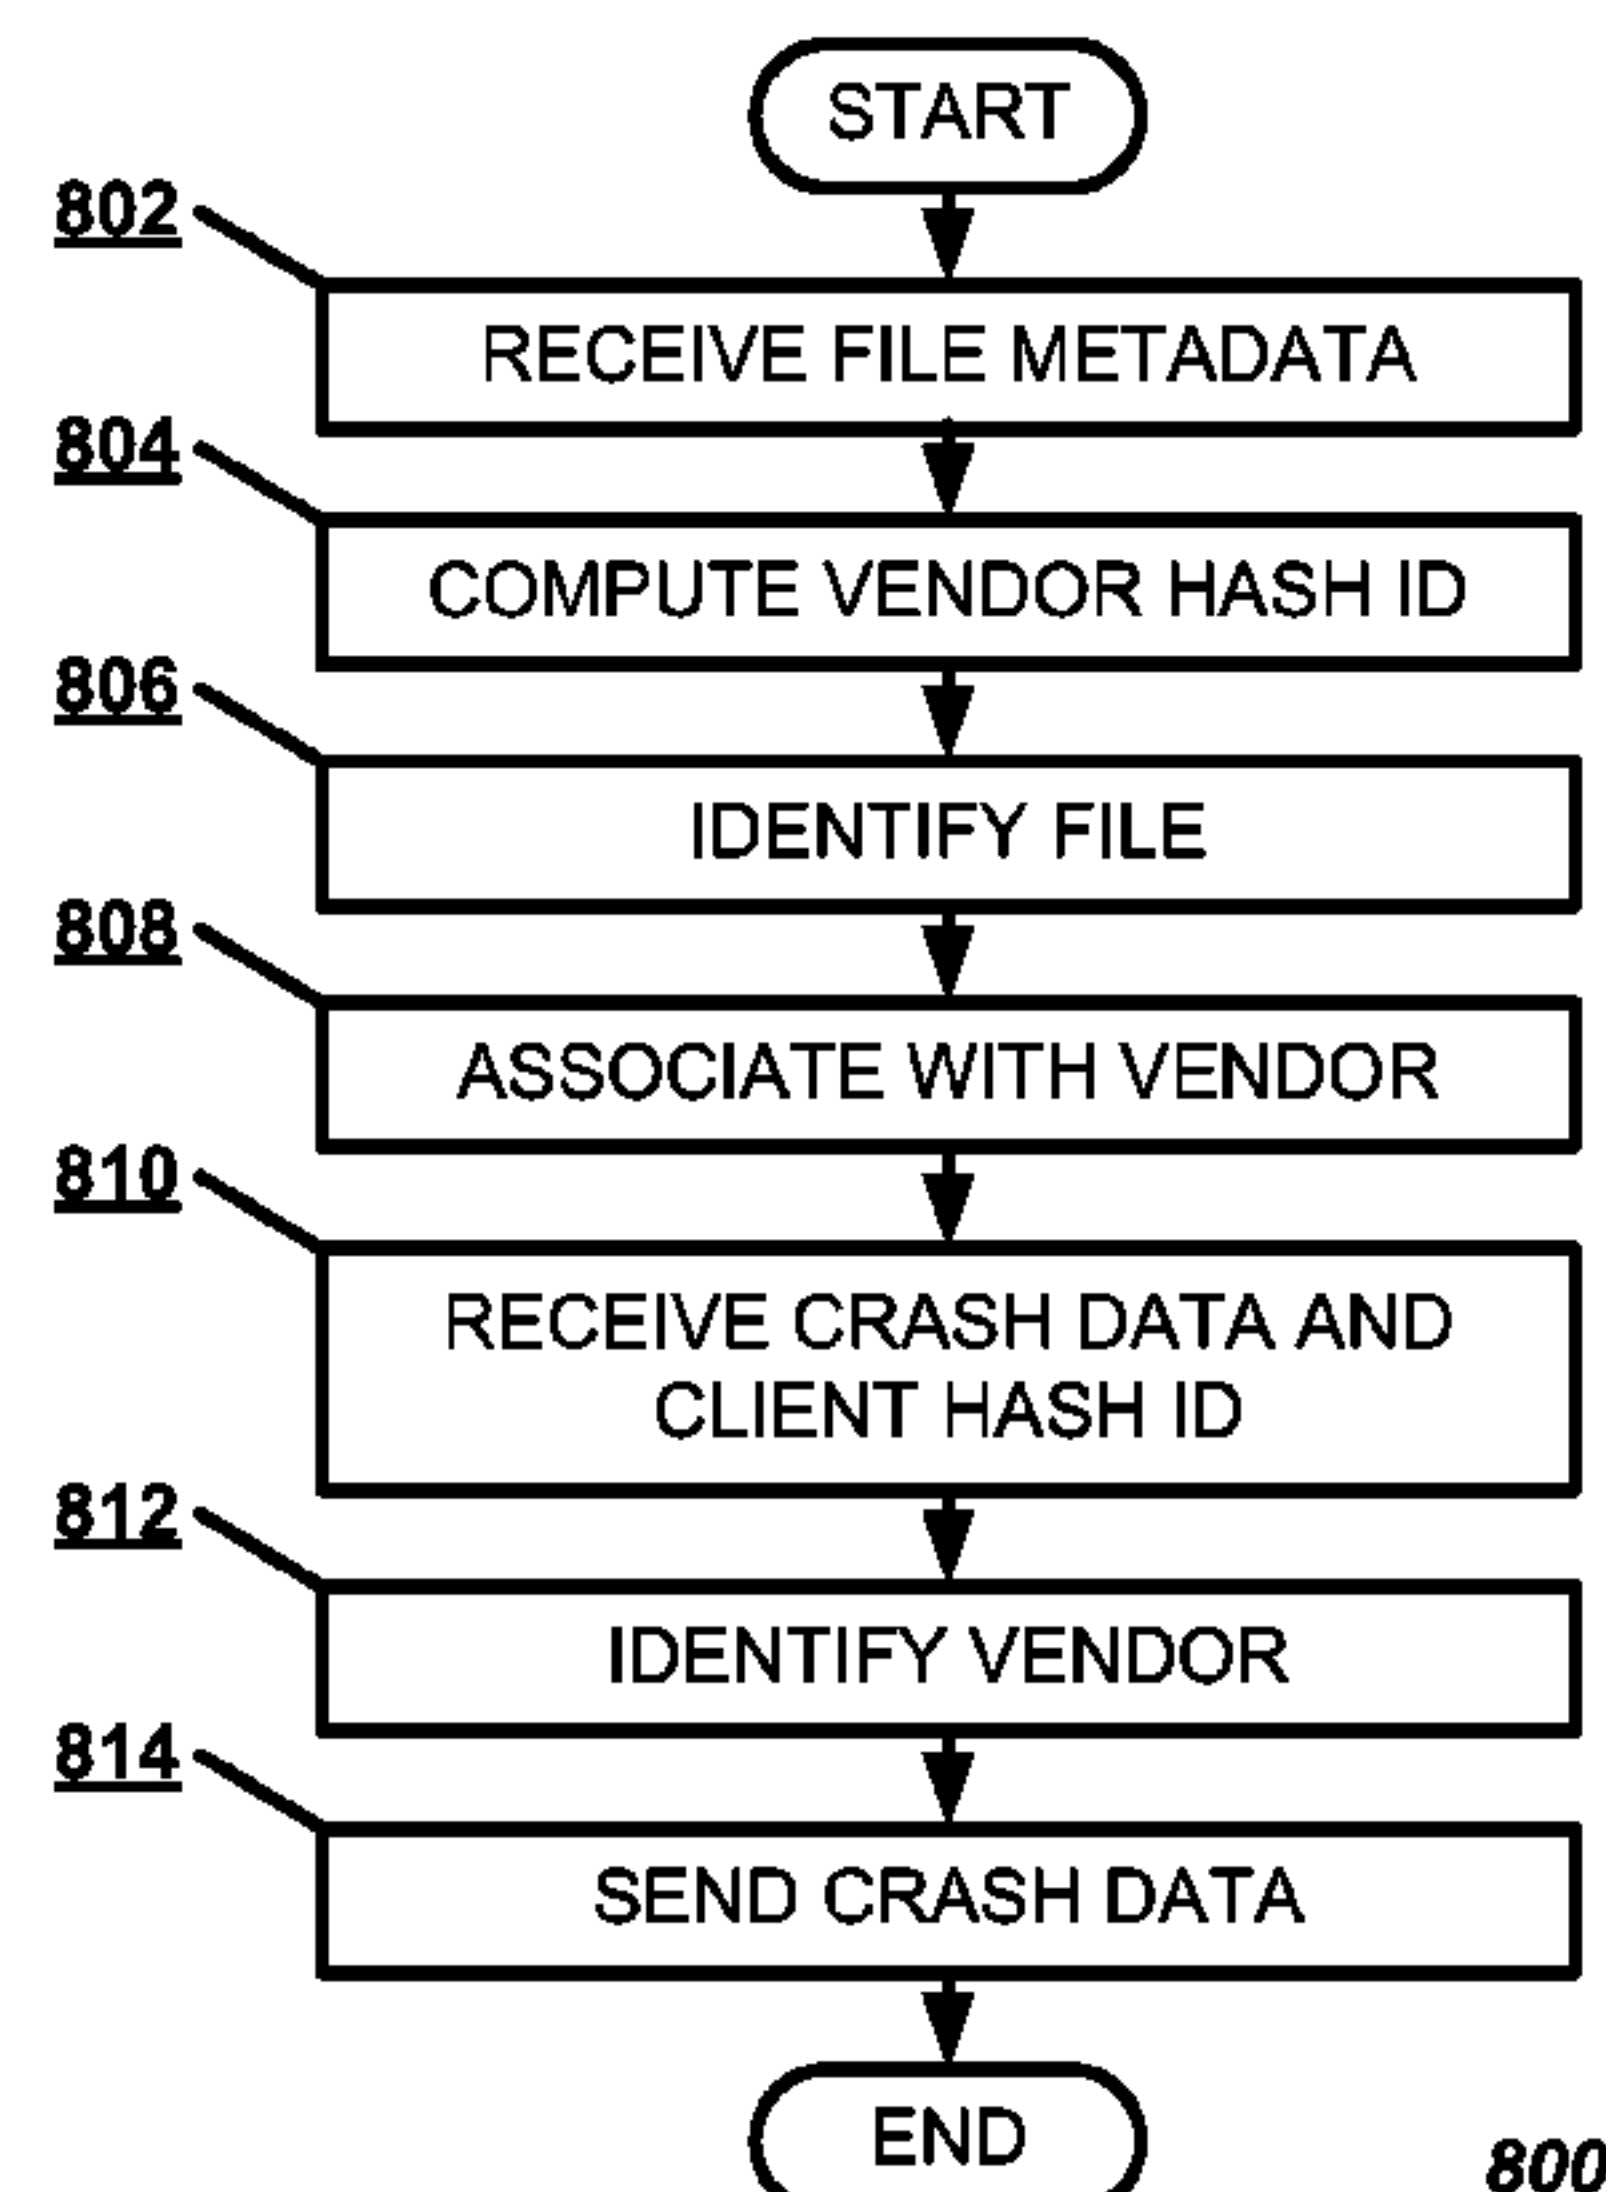 START
802
RECEIVE FILE METADATA
804
COMPUTE VENDOR HASH ID
806
IDENTIFY FILE
808
ASSOCIATE WITH VENDOR
810
RECEIVE CRASH DATA AND
CLIENT HASH ID
812
IDENTIFY VENDOR
814
SEND CRASH DATA
END
800